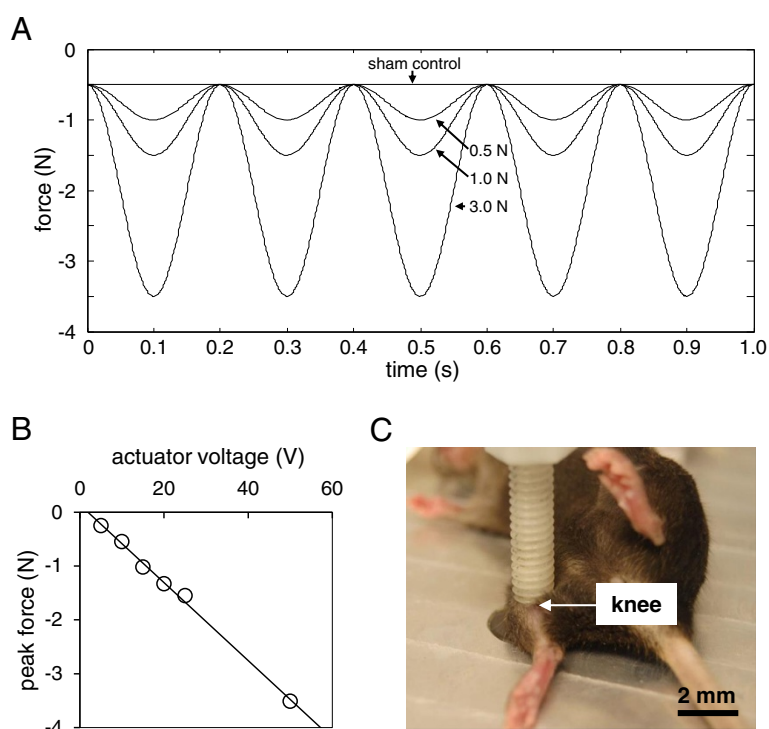 A
0
-1
-2
-3
-4
force (N)
sham control
0.5 N
1.0 N
3.0 N
0 0.1 0.2 0.3 0.4 0.5 0.6 0.7 0.8 0.9 1.0
time (s)
B
actuator voltage (V)
0 20 40 60
0
-1
-2
-3
-4
peak force (N)
C
knee
2 mm